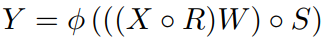 Y = ϕ (((X ∘ R)W) ∘ S)